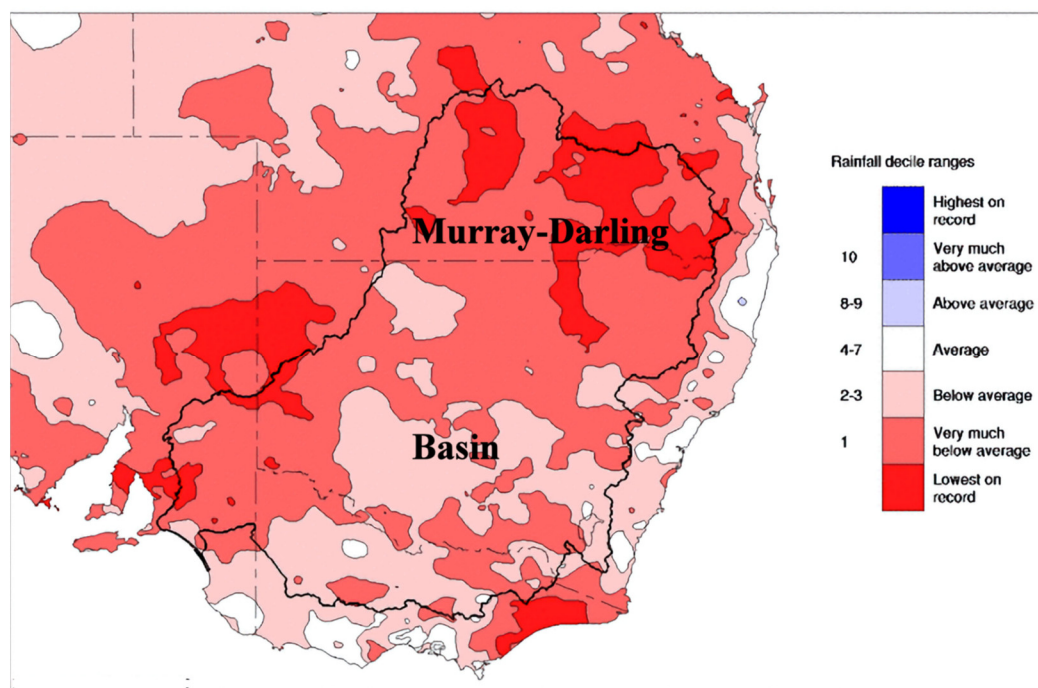 Murray-Darling
Basin
Rainfall decile ranges
Highest on
record
10 Very much
above average
8-9 Above average
4-7 Average
2-3 Below average
1 Very much
below average
Lowest on
record